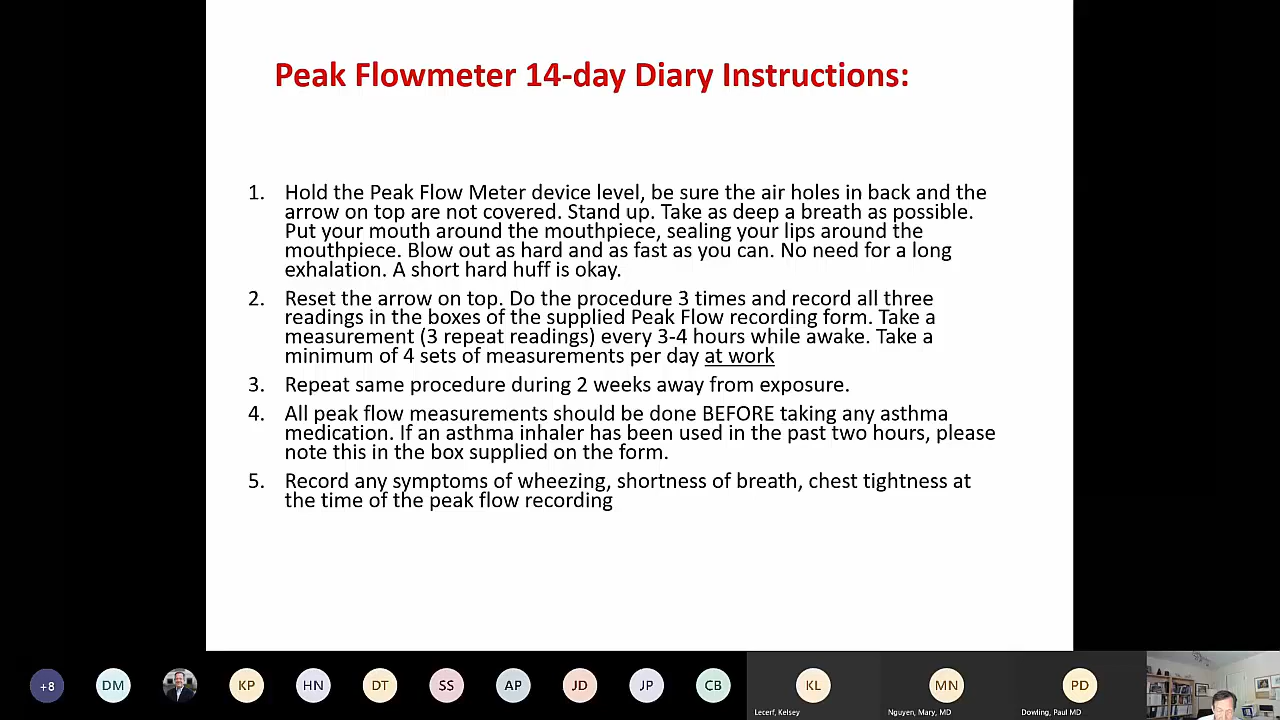 Peak Flowmeter 14-day Diary Instructions:
1. Hold the Peak Flow Meter device level, be sure the air holes in back and the
arrow on top are not covered. Stand up. Take as deep a breath as possible.
Put your mouth around the mouthpiece, sealing your lips around the
mouthpiece. Blow out as hard and as fast as you can. No need for a long
exhalation. A short hard huff is okay.
2. Reset the arrow on top. Do the procedure 3 times and record all three
readings in the boxes of the supplied Peak Flow recording form. Take a
measurement (3 repeat readings) every 3-4 hours while awake. Take a
minimum of 4 sets of measurements per day at work
3. Repeat same procedure during 2 weeks away from exposure.
4. All peak flow measurements should be done BEFORE taking any asthma
medication. If an asthma inhaler has been used in the past two hours, please
note this in the box supplied on the form.
5. Record any symptoms of wheezing, shortness of breath, chest tightness at
the time of the peak flow recording
+8 DM KP HN DT SS AP JD JP CB KL MN PD
Lecerf, Kelsey Nguyen, Mary, MD Dowling, Paul MD